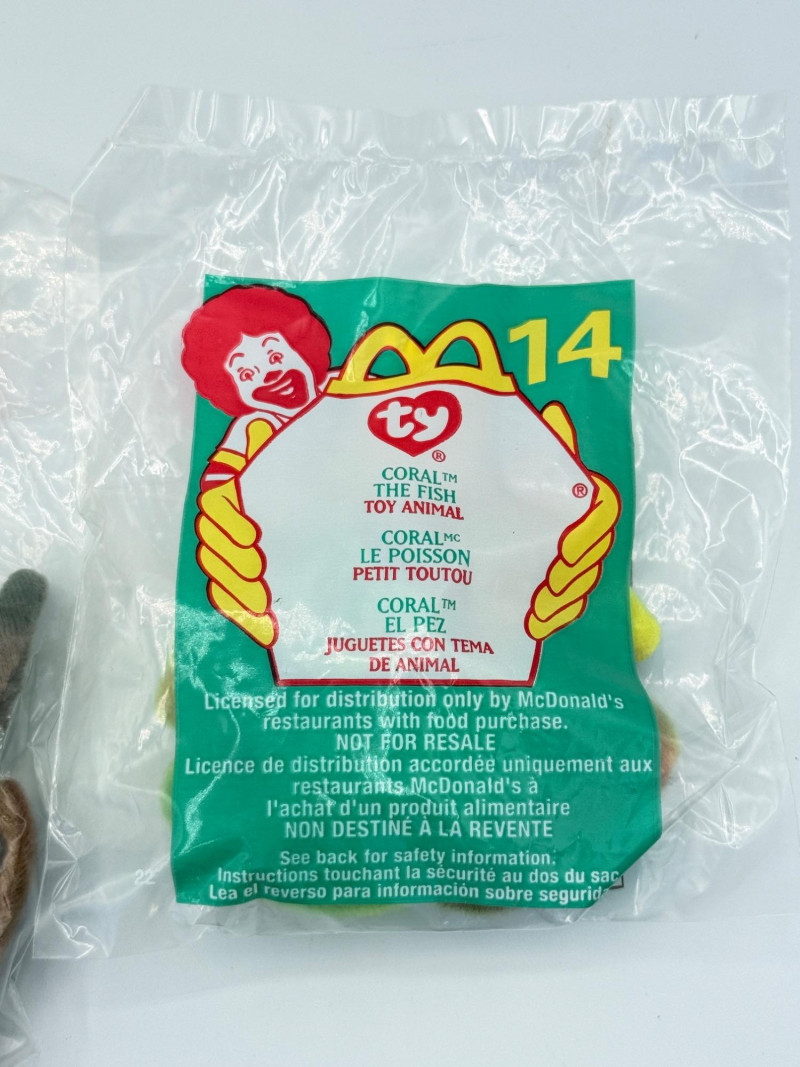 14
ty
®
CORAL™
THE FISH
TOY ANIMAL
®
CORALMC
LE POISSON
PETIT TOUTOU
CORAL™
EL PEZ
JUGUETES CON TEMA
DE ANIMAL
Licensed for distribution only by McDonald's
restaurants with food purchase.
NOT FOR RESALE
Licence de distribution accordée uniquement aux
restaurants McDonald's à
l'achat d'un produit alimentaire
NON DESTINÉ À LA REVENTE
See back for safety information.
22
Instructions touchant la sécurité au dos du sac
Lea el reverso para información sobre segurid